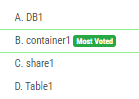 A. DB1
B. container1 Most Voted
C. share1
D. Table1